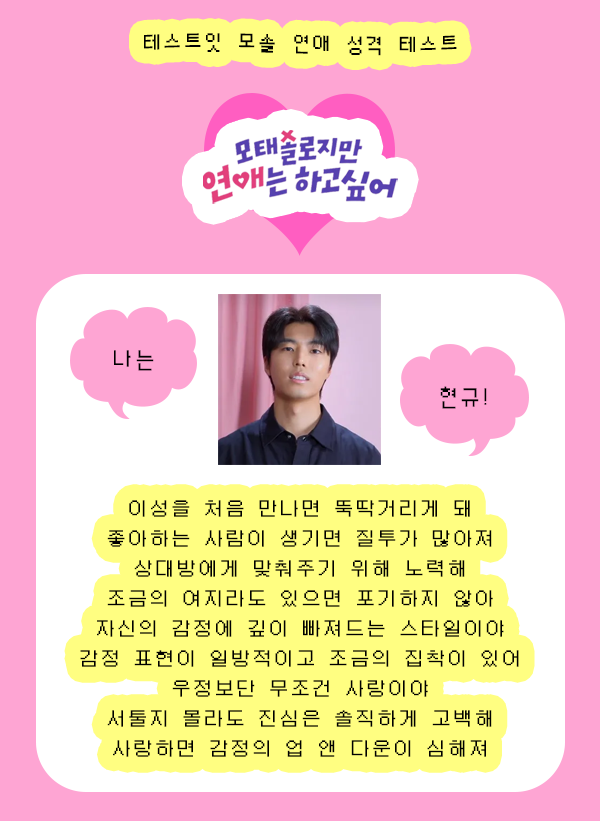 테스트잇 모솔 연애 성격 테스트
모태솔로지만
연애는 하고싶어
나는
현규!
이성을 처음 만나면 뚝딱거리게 돼
좋아하는 사람이 생기면 질투가 많아져
상대방에게 맞춰주기 위해 노력해
조금의 여지라도 있으면 포기하지 않아
자신의 감정에 깊이 빠져드는 스타일이야
감정 표현이 일방적이고 조금의 집착이 있어
우정보단 무조건 사랑이야
서툴지 몰라도 진심은 솔직하게 고백해
사랑하면 감정의 업 앤 다운이 심해져